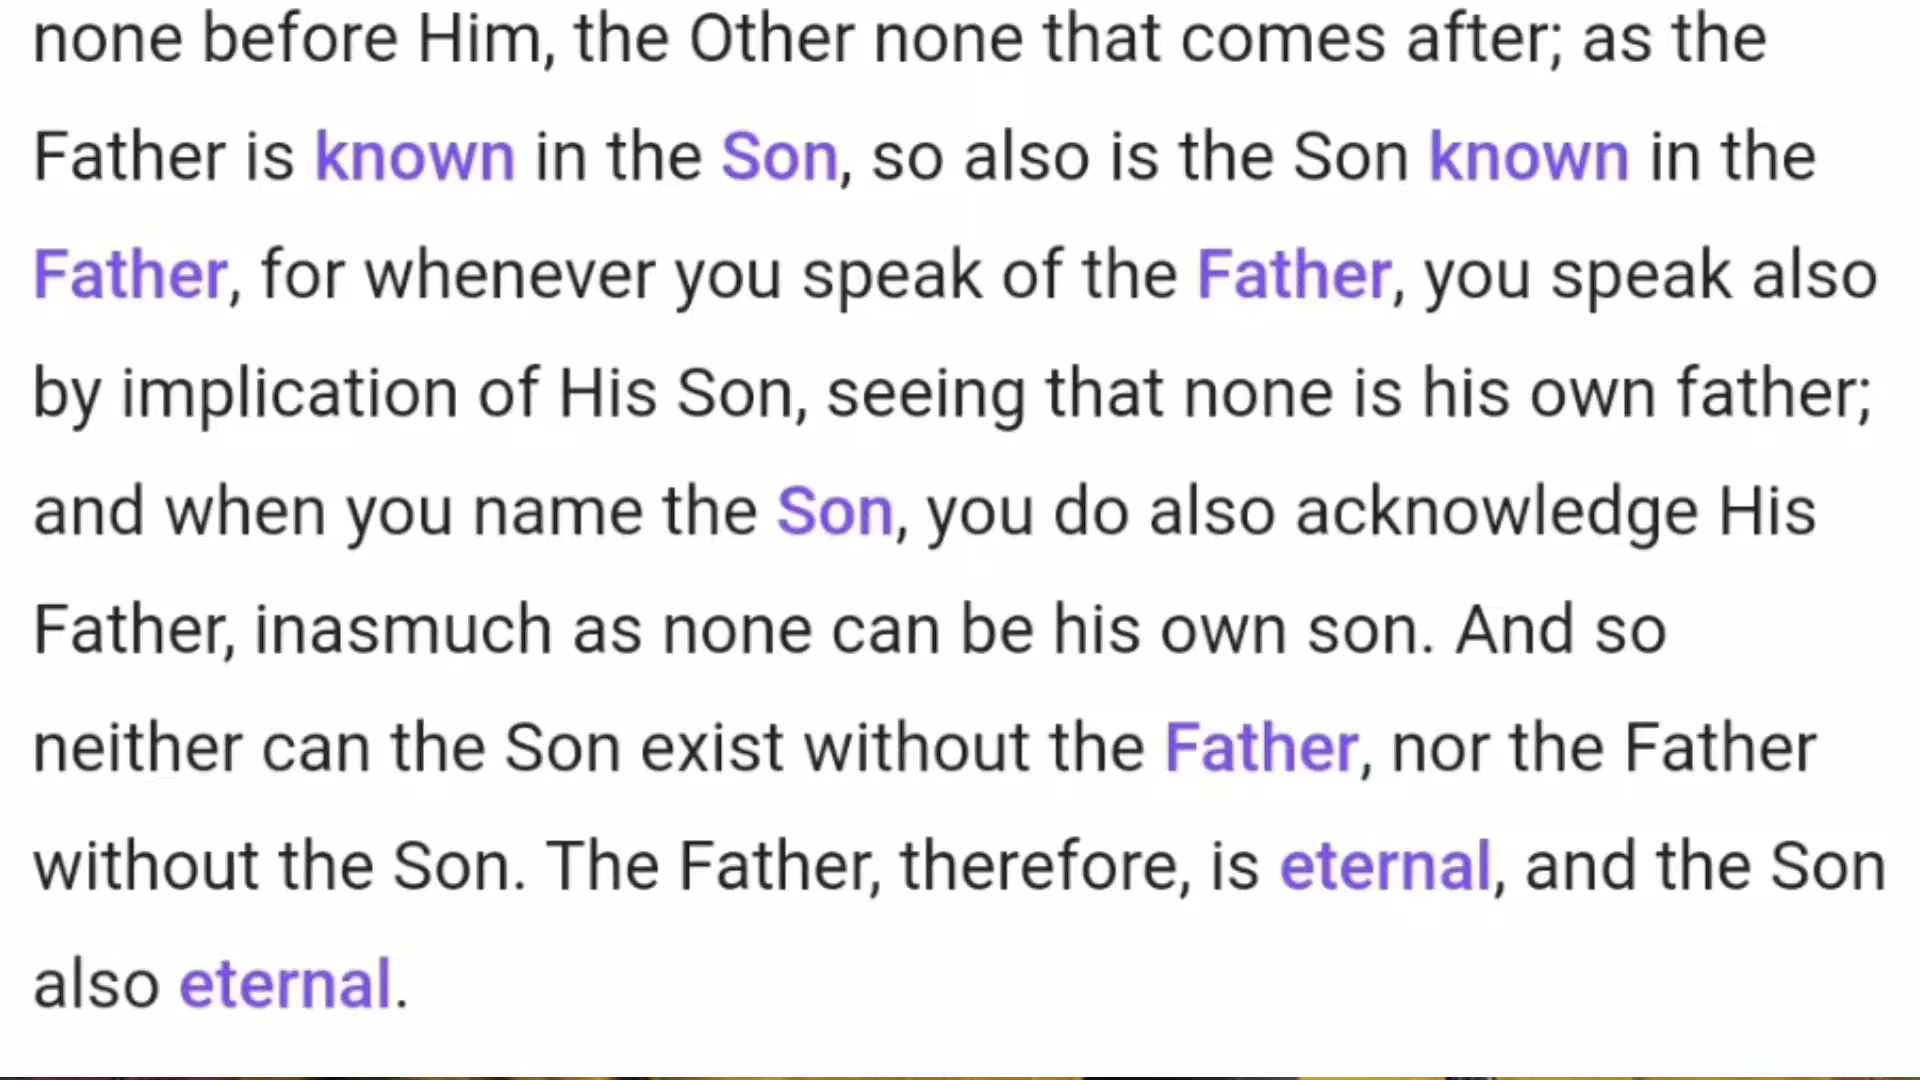 none before Him, the Other none that comes after; as the
Father is known in the Son, so also is the Son known in the
Father, for whenever you speak of the Father, you speak also
by implication of His Son, seeing that none is his own father;
and when you name the Son, you do also acknowledge His
Father, inasmuch as none can be his own son. And so
neither can the Son exist without the Father, nor the Father
without the Son. The Father, therefore, is eternal, and the Son
also eternal.